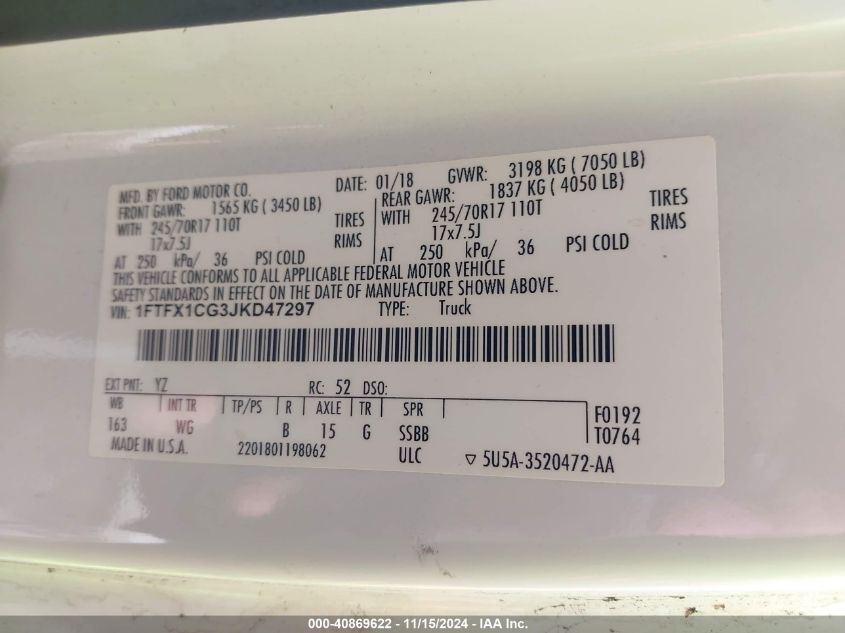 MFD. BY FORD MOTOR CO. DATE: 01/18 GVWR: 3198 KG ( 7050 LB)
FRONT GAWR: 1565 KG ( 3450 LB) REAR GAWR: 1837 KG ( 4050 LB)
WITH 245/70R17 110T TIRES WITH 245/70R17 110T TIRES
17x7.5J RIMS 17x7.5J RIMS
AT 250 kPa/ 36 PSI COLD AT 250 kPa/ 36 PSI COLD
THIS VEHICLE CONFORMS TO ALL APPLICABLE FEDERAL MOTOR VEHICLE
SAFETY STANDARDS IN EFFECT ON THE DATE OF MANUFACTURE SHOWN ABOVE.
VIN: 1FTFX1CG3JKD47297 TYPE: Truck
EXT PNT: YZ RC: 52 DSO:
WB INT TR TP/PS R AXLE TR SPR F0192
163 WG B 15 G SSBB T0764
MADE IN U.S.A. 2201801198062 ULC ▽ 5U5A-3520472-AA
000-40869622 - 11/15/2024 - IAA Inc.